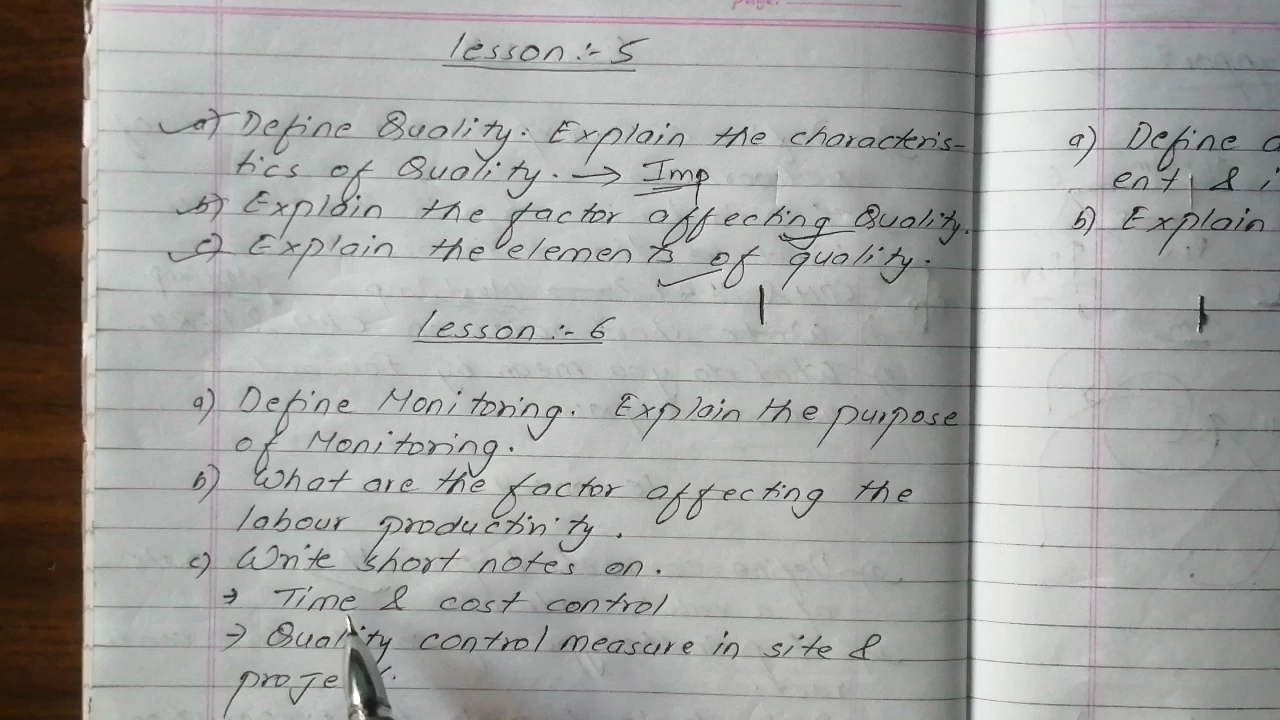 page:
lesson :- 5
a) Define Quality. Explain the characteris-
tics of Quality. → Imp
b) Explain the factor affecting Quality.
c) Explain the elements of quality.
lesson :- 6
a) Define Monitoring. Explain the purpose
of Monitoring.
b) What are the factor affecting the
labour productivity.
c) Write short notes on.
→ Time & cost control
→ Quality control measure in site &
a) Define
ent &
b) Explain